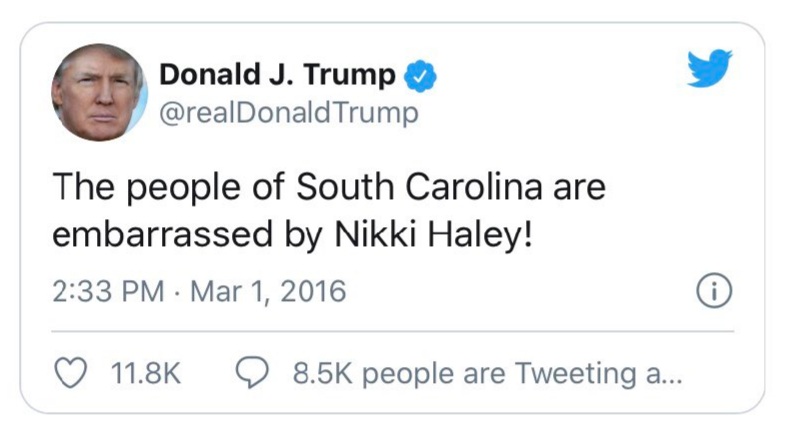 Donald J. Trump
@realDonaldTrump
The people of South Carolina are
embarrassed by Nikki Haley!
2:33 PM · Mar 1, 2016
11.8K 8.5K people are Tweeting a...